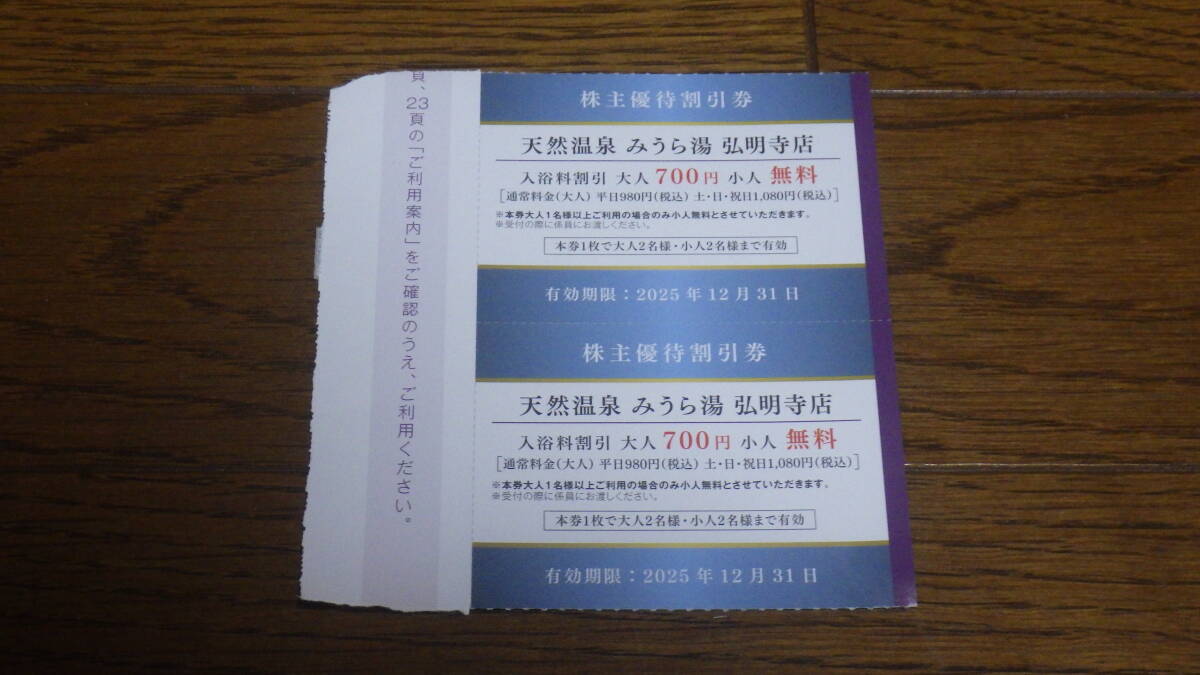 頁、23頁の「ご利用案内」をご確認のうえ、ご利用ください。
株主優待割引券
天然温泉 みうら湯 弘明寺店
入浴料割引 大人 700円 小人 無料
[通常料金(大人) 平日980円(税込) 土・日・祝日1,080円(税込)]
※本券大人1名様以上ご利用の場合のみ小人無料とさせていただきます。
※受付の際に係員にお渡しください。
本券1枚で大人2名様・小人2名様まで有効
有効期限：2025年12月31日
株主優待割引券
天然温泉 みうら湯 弘明寺店
入浴料割引 大人 700円 小人 無料
[通常料金(大人) 平日980円(税込) 土・日・祝日1,080円(税込)]
※本券大人1名様以上ご利用の場合のみ小人無料とさせていただきます。
※受付の際に係員にお渡しください。
本券1枚で大人2名様・小人2名様まで有効
有効期限：2025年12月31日